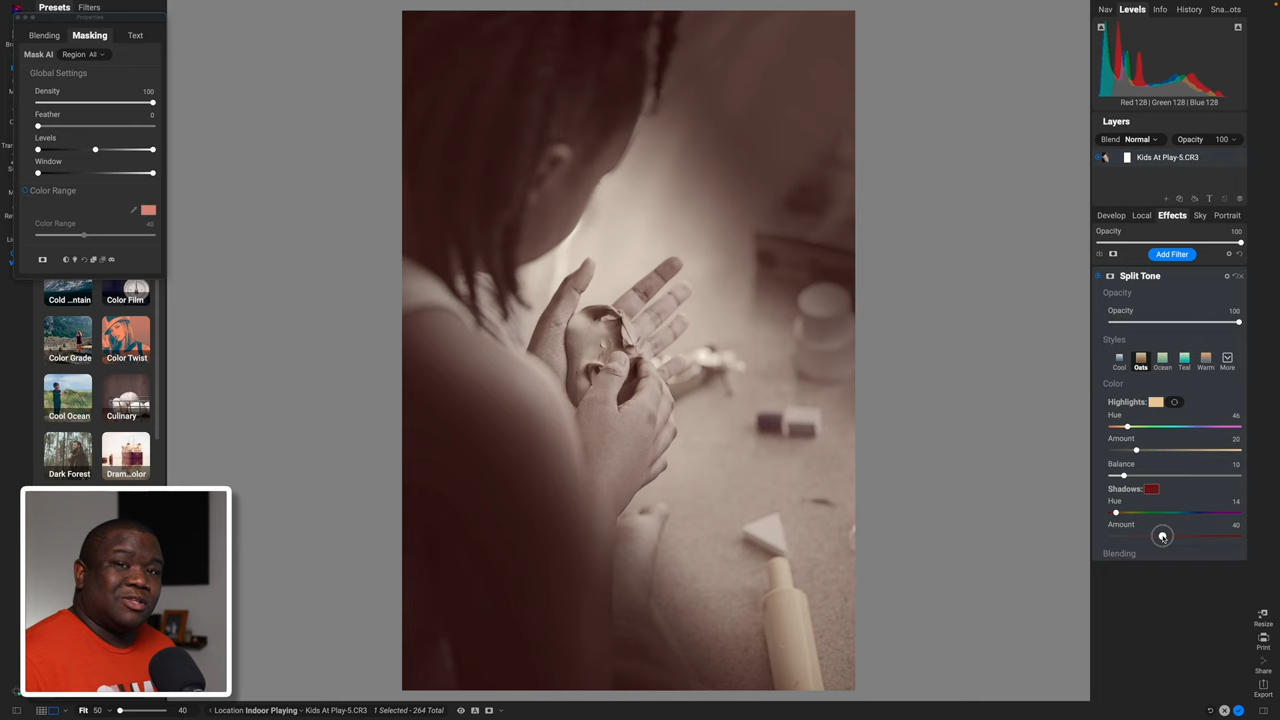 Presets Filters
Properties
Blending Masking Text
Mask AI Region All
Global Settings
Density 100
Feather 0
Levels
Window
Color Range
Color Range 40
Cold ...ntain Color Film
Color Grade Color Twist
Cool Ocean Culinary
Dark Forest Dram...olor
Fit 50 40
Location Indoor Playing Kids At Play-5.CR3 1 Selected - 264 Total
Nav Levels Info History Sna...ots
Red 128 | Green 128 | Blue 128
Layers
Blend Normal Opacity 100
Kids At Play-5.CR3
Develop Local Effects Sky Portrait
Opacity 100
Add Filter
Split Tone
Opacity
Opacity 100
Styles
Cool Oats Ocean Teal Warm More
Color
Highlights:
Hue 46
Amount 20
Balance 10
Shadows:
Hue 14
Amount 40
Blending
Resize
Print
Share
Export